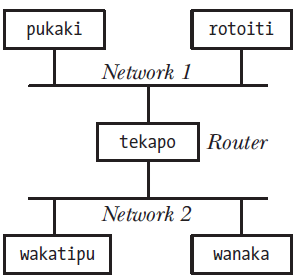 pukaki
rotoiti
Network 1
tekapo
Router
Network 2
wakatipu
wanaka